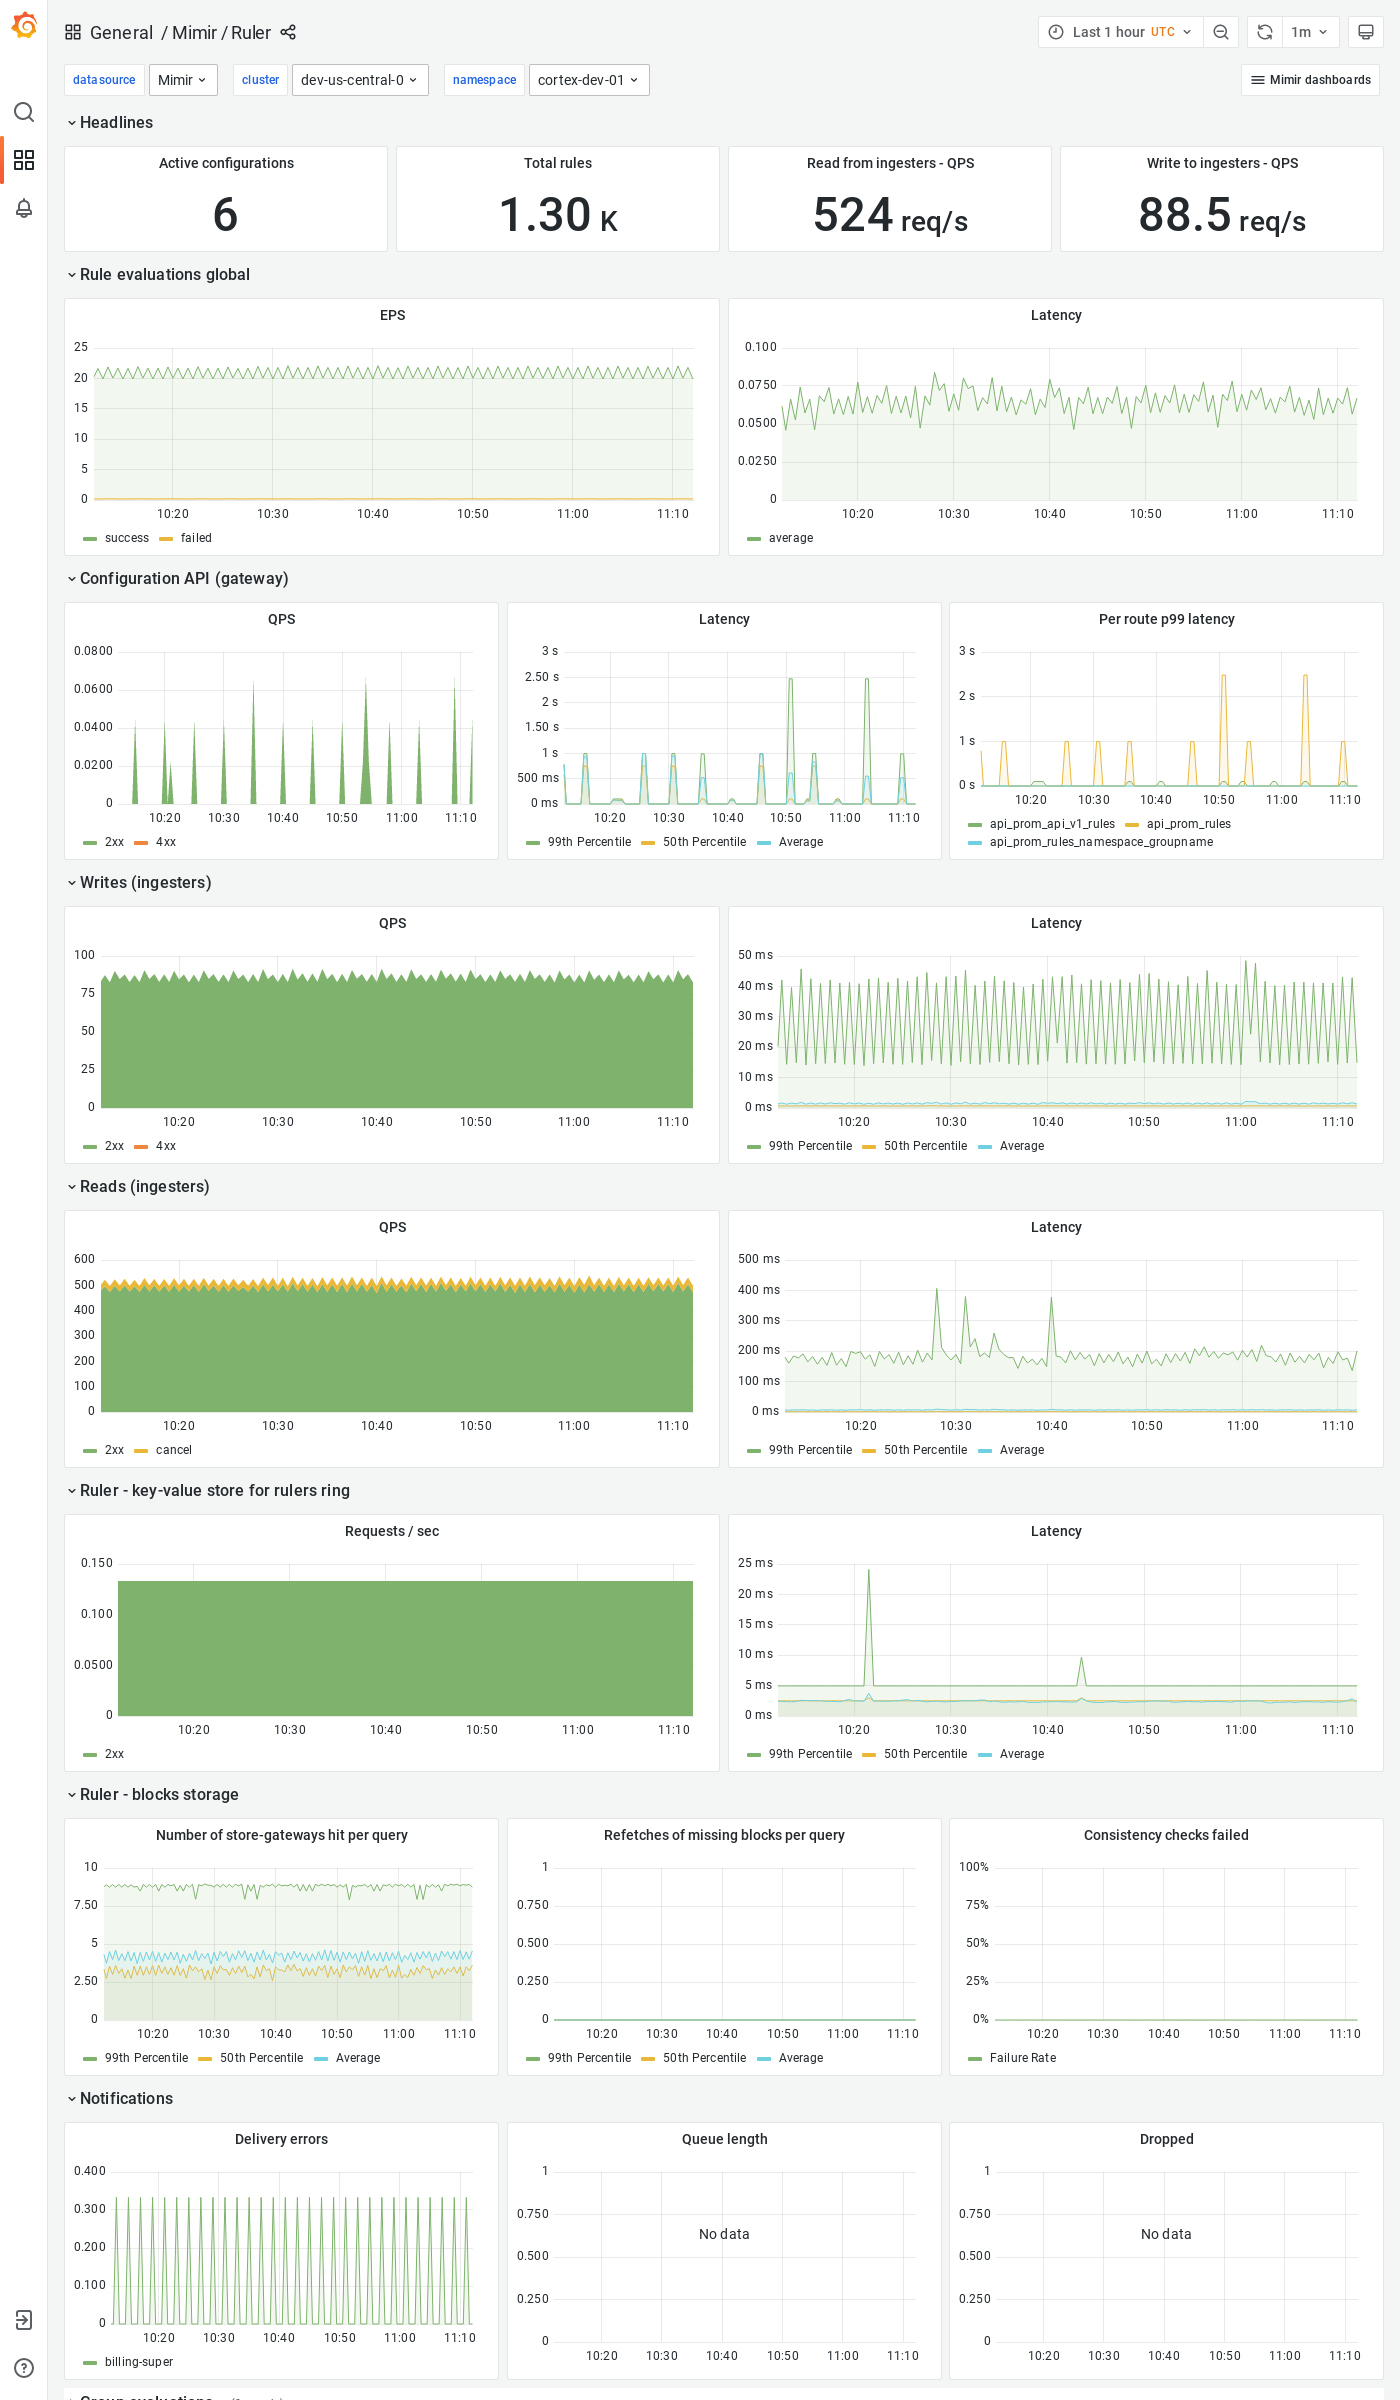 General / Mimir / Ruler
Last 1 hour UTC
1m
datasource Mimir cluster dev-us-central-0 namespace cortex-dev-01 Mimir dashboards
Headlines
Active configurations
6
Total rules
1.30 K
Read from ingesters - QPS
524 req/s
Write to ingesters - QPS
88.5 req/s
Rule evaluations global
EPS
25
20
15
10
5
0
10:20 10:30 10:40 10:50 11:00 11:10
success failed
Latency
0.100
0.0750
0.0500
0.0250
0
10:20 10:30 10:40 10:50 11:00 11:10
average
Configuration API (gateway)
QPS
0.0800
0.0600
0.0400
0.0200
0
10:20 10:30 10:40 10:50 11:00 11:10
2xx 4xx
Latency
3 s
2.50 s
2 s
1.50 s
1 s
500 ms
0 ms
10:20 10:30 10:40 10:50 11:00 11:10
99th Percentile 50th Percentile Average
Per route p99 latency
3 s
2 s
1 s
0 s
10:20 10:30 10:40 10:50 11:00 11:10
api_prom_api_v1_rules api_prom_rules
api_prom_rules_namespace_groupname
Writes (ingesters)
QPS
100
75
50
25
0
10:20 10:30 10:40 10:50 11:00 11:10
2xx 4xx
Latency
50 ms
40 ms
30 ms
20 ms
10 ms
0 ms
10:20 10:30 10:40 10:50 11:00 11:10
99th Percentile 50th Percentile Average
Reads (ingesters)
QPS
600
500
400
300
200
100
0
10:20 10:30 10:40 10:50 11:00 11:10
2xx cancel
Latency
500 ms
400 ms
300 ms
200 ms
100 ms
0 ms
10:20 10:30 10:40 10:50 11:00 11:10
99th Percentile 50th Percentile Average
Ruler - key-value store for rulers ring
Requests / sec
0.150
0.100
0.0500
0
10:20 10:30 10:40 10:50 11:00 11:10
2xx
Latency
25 ms
20 ms
15 ms
10 ms
5 ms
0 ms
10:20 10:30 10:40 10:50 11:00 11:10
99th Percentile 50th Percentile Average
Ruler - blocks storage
Number of store-gateways hit per query
10
7.50
5
2.50
0
10:20 10:30 10:40 10:50 11:00 11:10
99th Percentile 50th Percentile Average
Refetches of missing blocks per query
1
0.750
0.500
0.250
0
10:20 10:30 10:40 10:50 11:00 11:10
99th Percentile 50th Percentile Average
Consistency checks failed
100%
75%
50%
25%
0%
10:20 10:30 10:40 10:50 11:00 11:10
Failure Rate
Notifications
Delivery errors
0.400
0.300
0.200
0.100
0
10:20 10:30 10:40 10:50 11:00 11:10
billing-super
Queue length
1
0.750
0.500
0.250
0
No data
10:20 10:30 10:40 10:50 11:00 11:10
Dropped
1
0.750
0.500
0.250
0
No data
10:20 10:30 10:40 10:50 11:00 11:10